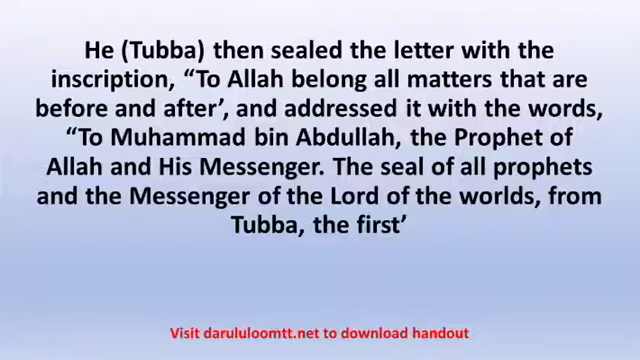 He (Tubba) then sealed the letter with the
inscription, “To Allah belong all matters that are
before and after’, and addressed it with the words,
“To Muhammad bin Abdullah, the Prophet of
Allah and His Messenger. The seal of all prophets
and the Messenger of the Lord of the worlds, from
Tubba, the first’
Visit darululoomtt.net to download handout